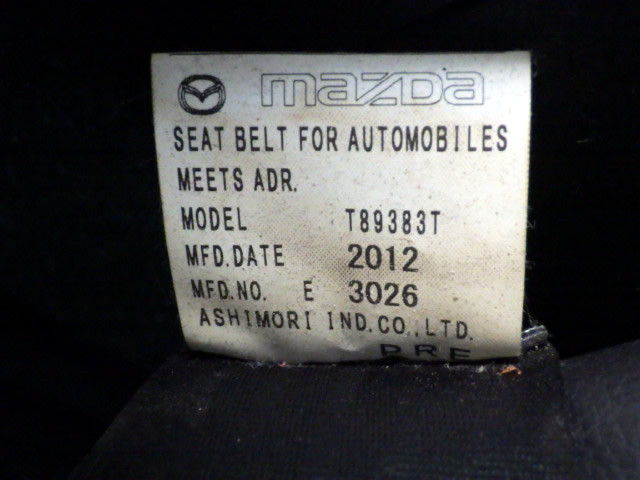 mazda
SEAT BELT FOR AUTOMOBILES
MEETS ADR.
MODEL T89383T
MFD.DATE 2012
MFD.NO. E 3026
ASHIMORI IND.CO.,LTD.
PRE